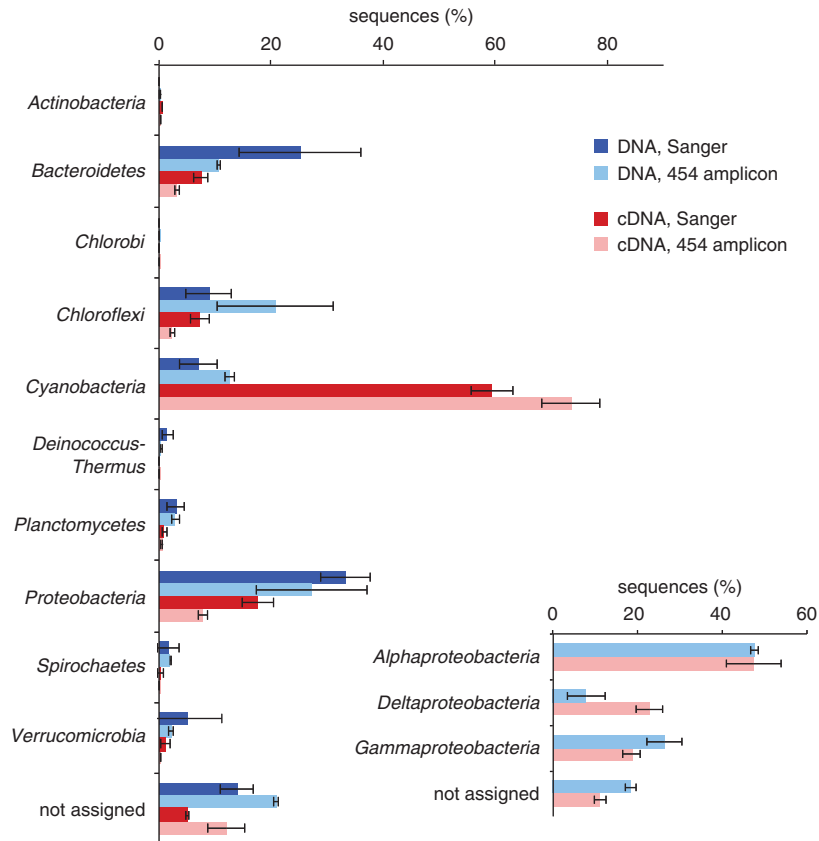 sequences (%)
0 20 40 60 80
Actinobacteria
Bacteroidetes
Chlorobi
Chloroflexi
Cyanobacteria
Deinococcus-
Thermus
Planctomycetes
Proteobacteria
Spirochaetes
Verrucomicrobia
not assigned
DNA, Sanger
DNA, 454 amplicon
cDNA, Sanger
cDNA, 454 amplicon
sequences (%)
0 20 40 60
Alphaproteobacteria
Deltaproteobacteria
Gammaproteobacteria
not assigned